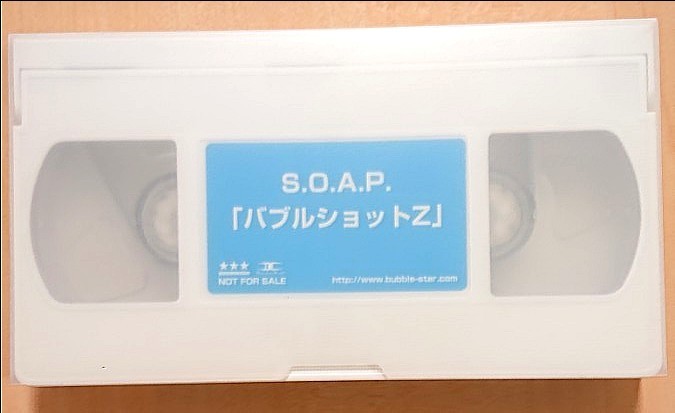 S.O.A.P.
「バブルショットZ」
NOT FOR SALE
http://www.bubble-star.com